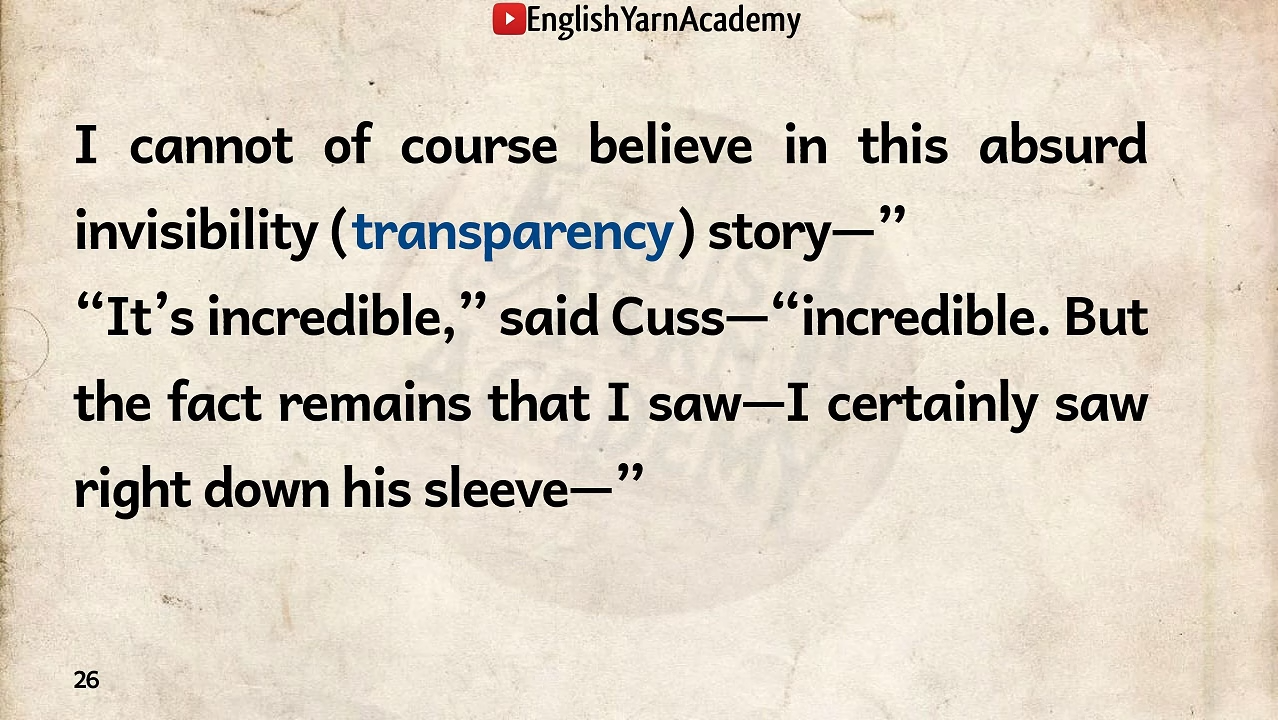 EnglishYarnAcademy
I cannot of course believe in this absurd
invisibility (transparency) story—”
“It’s incredible,” said Cuss—“incredible. But
the fact remains that I saw—I certainly saw
right down his sleeve—”
26